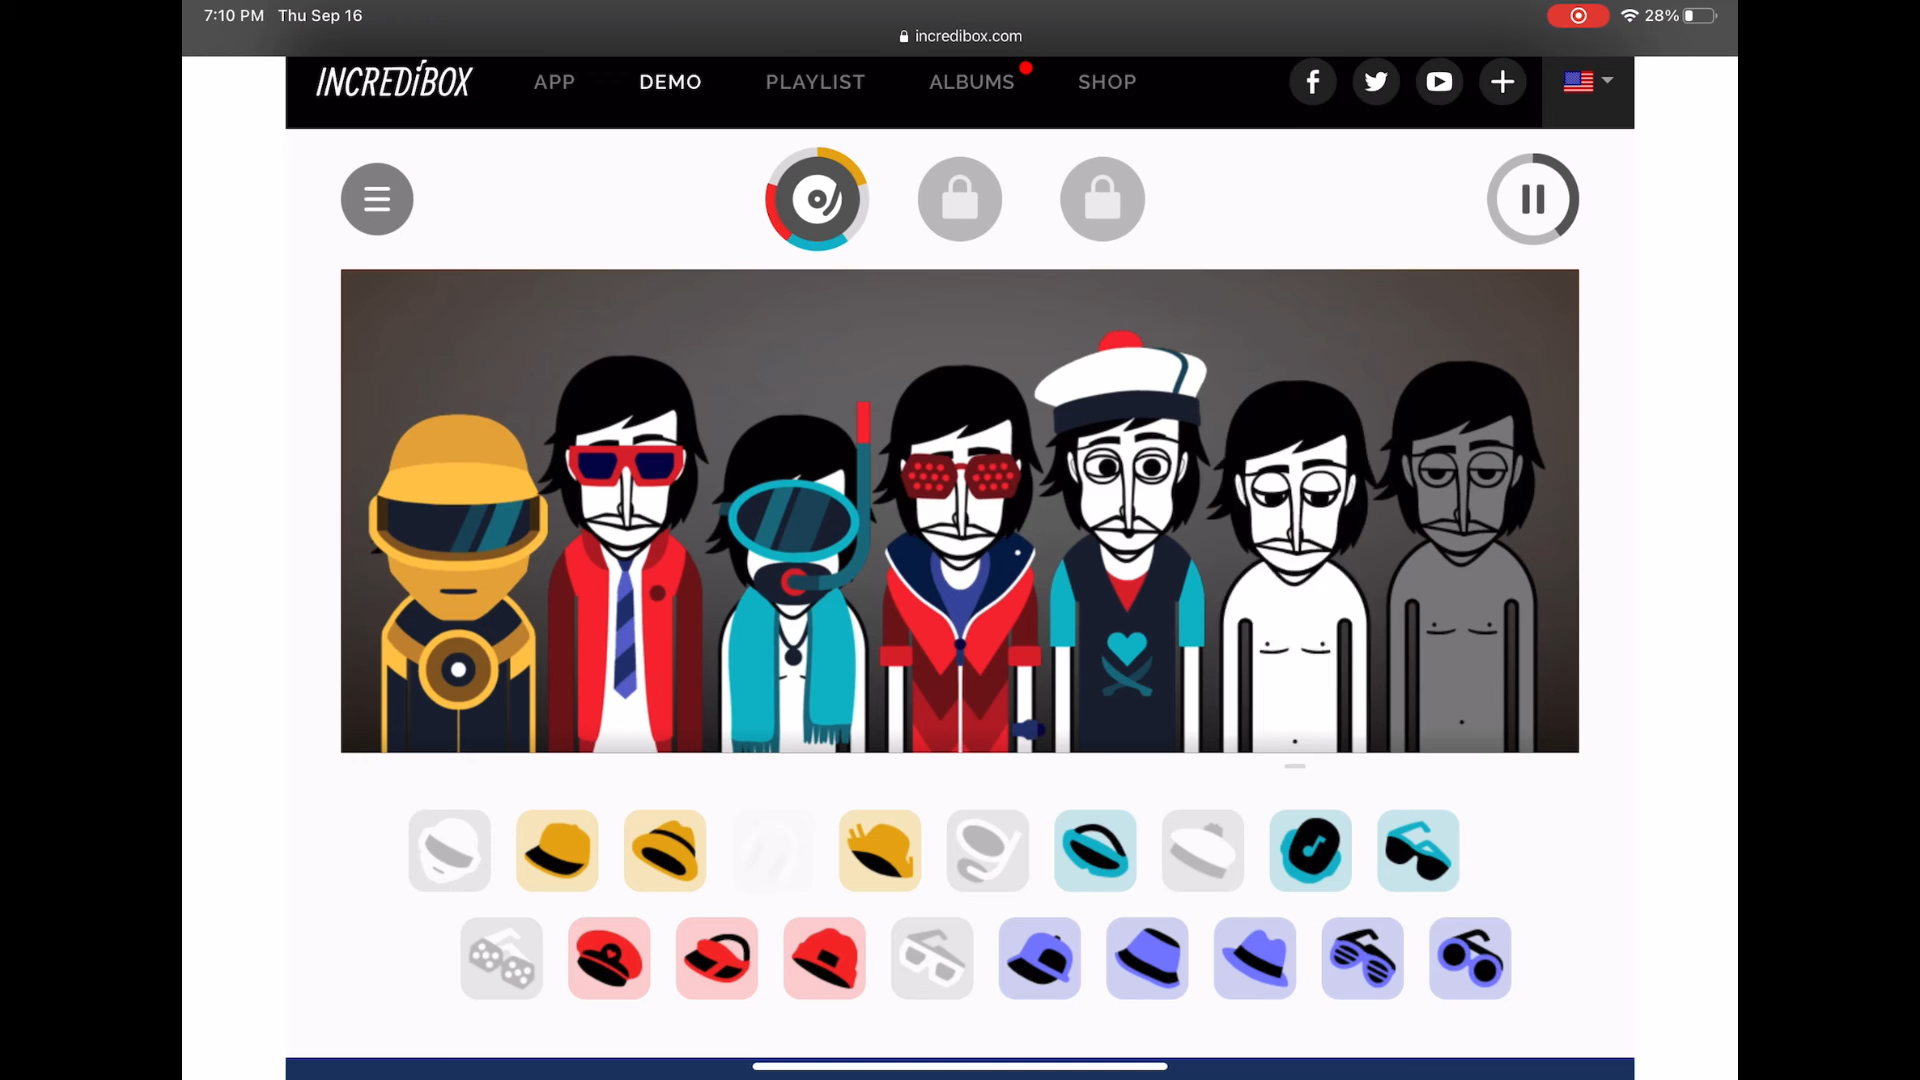 7:10 PM Thu Sep 16 28%
incredibox.com
INCREDIBOX APP DEMO PLAYLIST ALBUMS SHOP